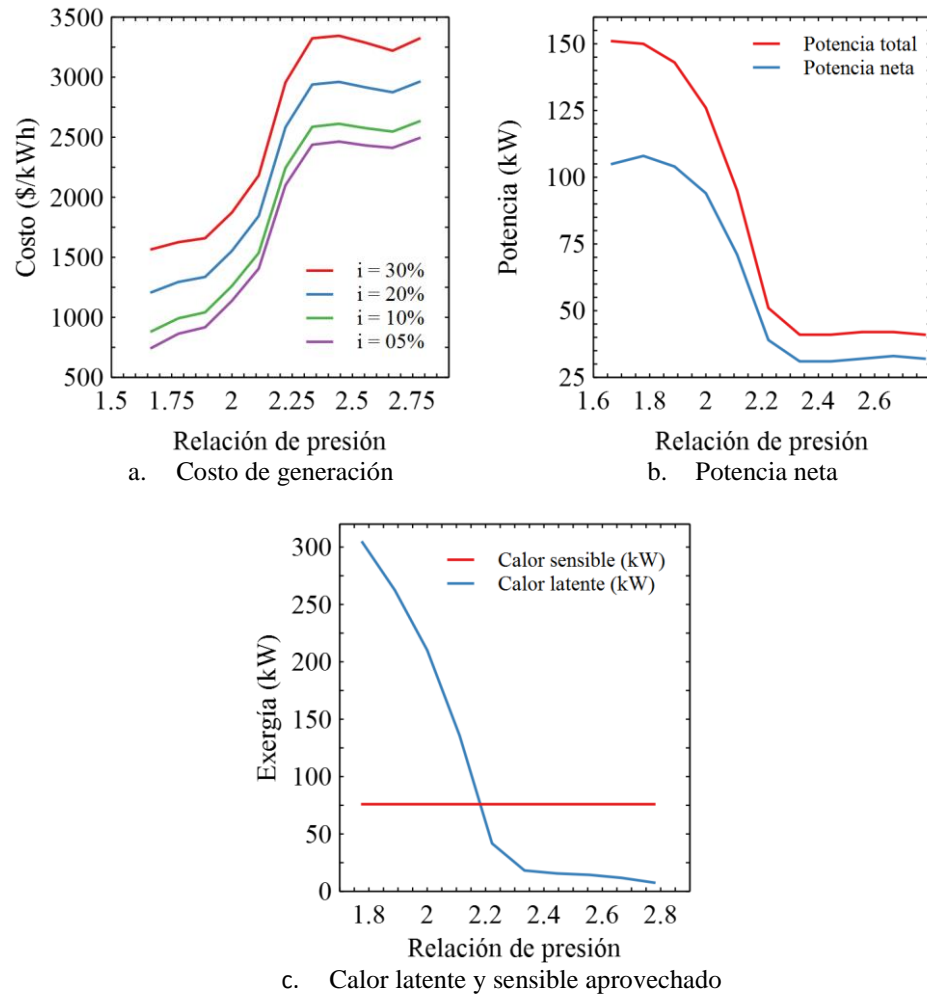 3500
3000
2500
2000
1500
1000
500
Costo ($/kWh)
i = 30%
i = 20%
i = 10%
i = 05%
1.5 1.75 2 2.25 2.5 2.75
Relación de presión
a. Costo de generación
150
125
100
75
50
25
Potencia (kW)
Potencia total
Potencia neta
1.6 1.8 2 2.2 2.4 2.6
Relación de presión
b. Potencia neta
300
250
200
150
100
50
0
Exergía (kW)
Calor sensible (kW)
Calor latente (kW)
1.8 2 2.2 2.4 2.6 2.8
Relación de presión
c. Calor latente y sensible aprovechado